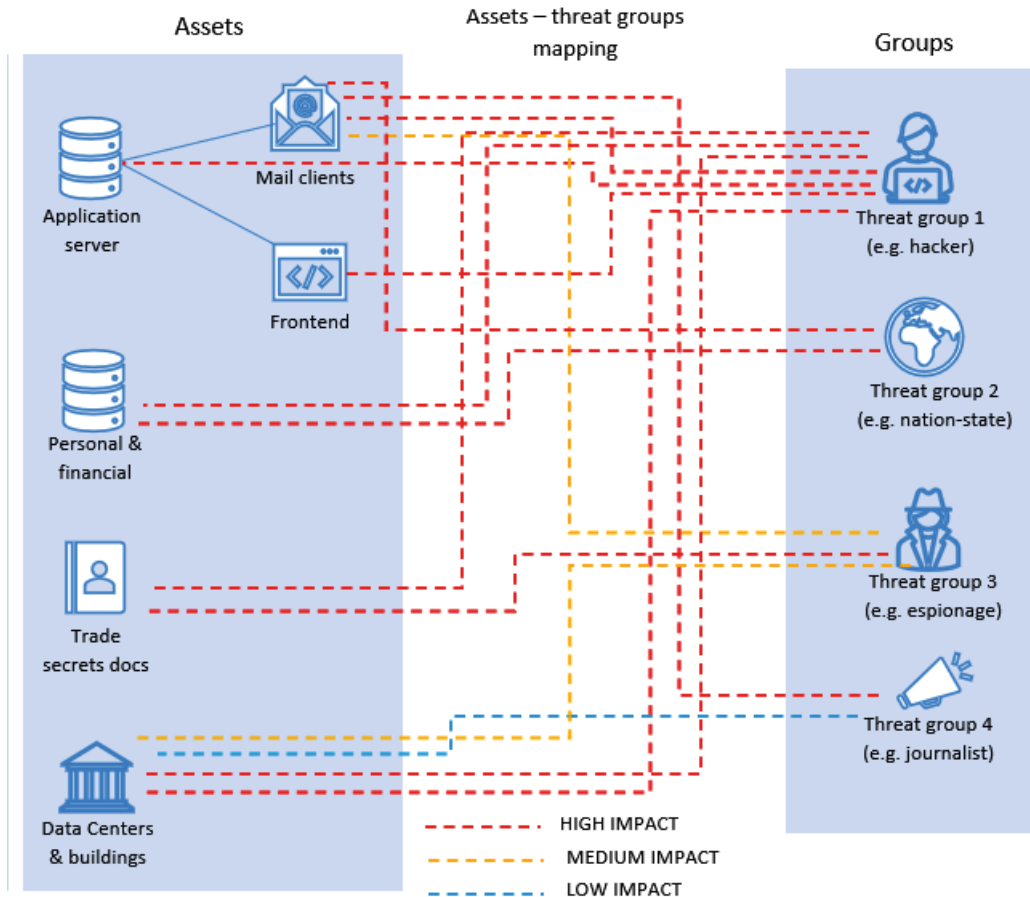 Assets
Assets – threat groups
mapping
Groups
Mail clients
Application
server
Frontend
Threat group 1
(e.g. hacker)
Personal &
financial
Threat group 2
(e.g. nation-state)
Trade
secrets docs
Threat group 3
(e.g. espionage)
Data Centers
& buildings
Threat group 4
(e.g. journalist)
HIGH IMPACT
MEDIUM IMPACT
LOW IMPACT